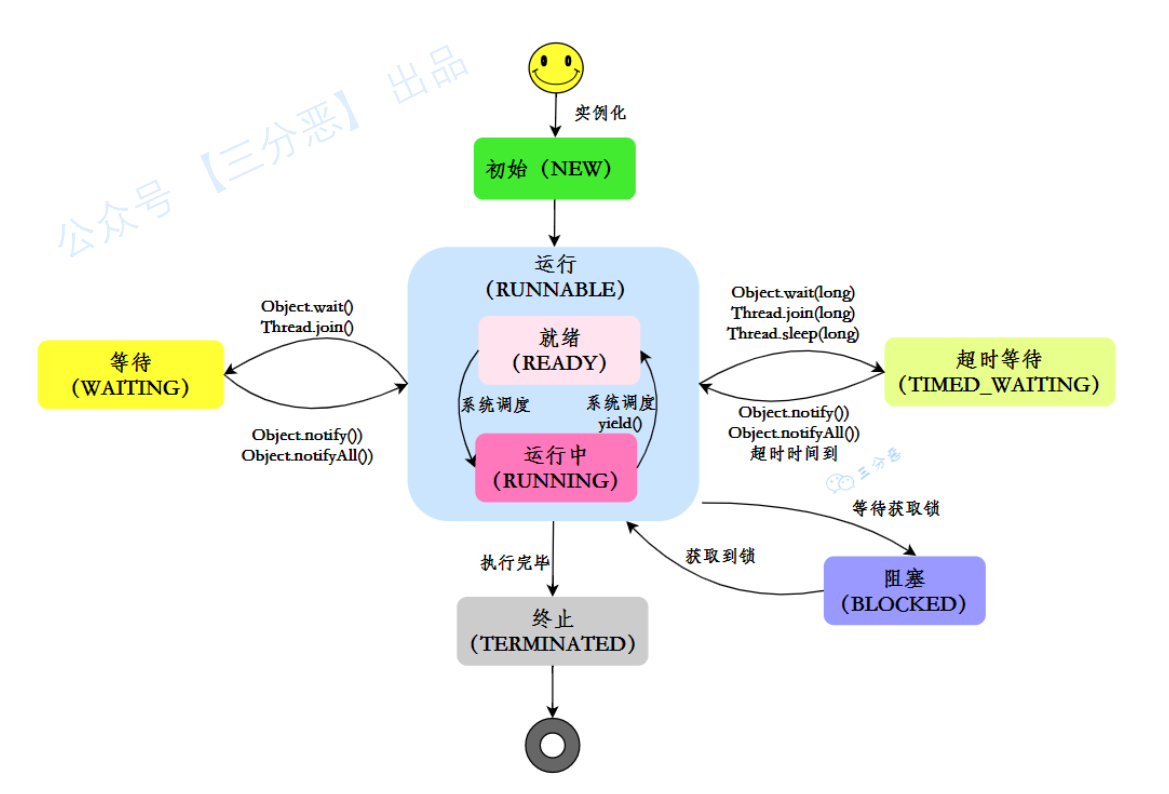 公众号【三分恶】出品
实例化
初始（NEW）
运行
（RUNNABLE）
Object.wait()
Thread.join()
Object.wait(long)
Thread.join(long)
Thread.sleep(long)
就绪
（READY）
等待
（WAITING）
超时等待
（TIMED_WAITING）
系统调度
系统调度
yield()
Object.notify())
Object.notifyAll())
Object.notify())
Object.notifyAll())
超时时间到
运行中
（RUNNING）
三分恶
等待获取锁
获取到锁
执行完毕
阻塞
（BLOCKED）
终止
（TERMINATED）